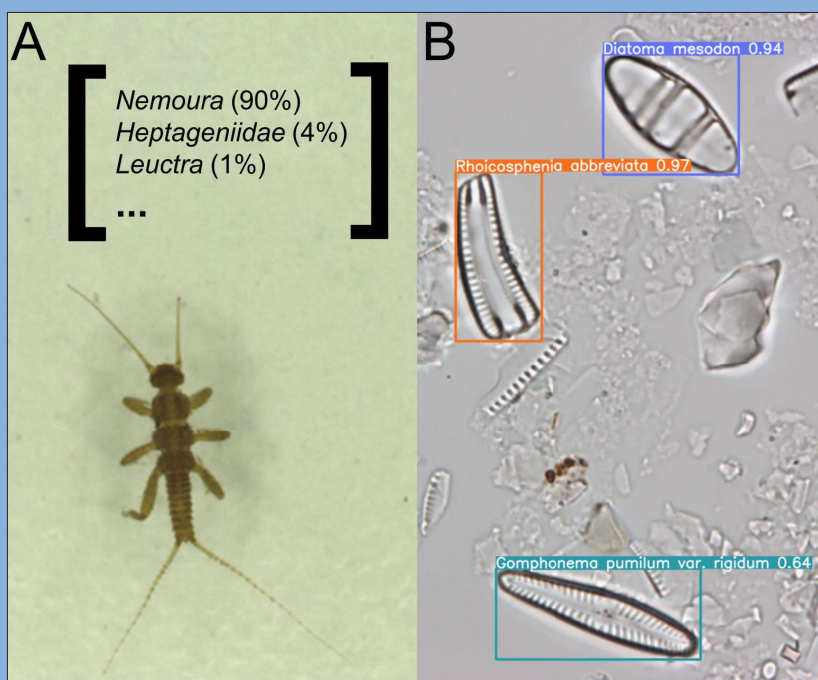 A
Nemoura (90%)
Heptageniidae (4%)
Leuctra (1%)
...
B
Diatoma mesodon 0.94
Rhoicosphenia abbreviata 0.97
Gomphonema pumilum var. rigidum 0.64